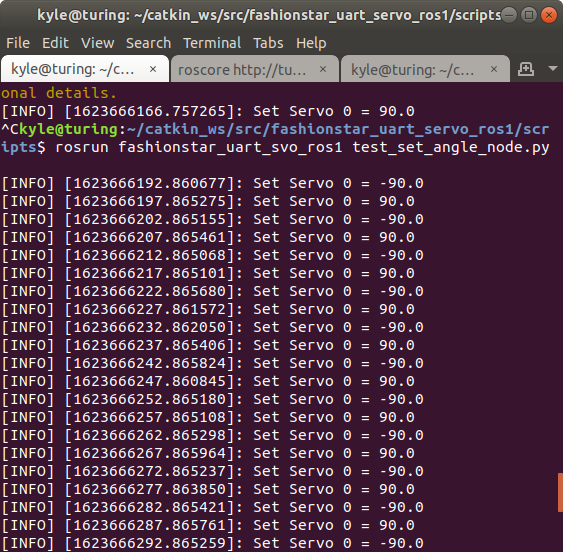 kyle@turing: ~/catkin_ws/src/fashionstar_uart_servo_ros1/scripts
File Edit View Search Terminal Tabs Help
kyle@turing: ~/c... × roscore http://tu... × kyle@turing: ~/c... ×
onal details.
[INFO] [1623666166.757265]: Set Servo 0 = 90.0
^Ckyle@turing:~/catkin_ws/src/fashionstar_uart_servo_ros1/scr
ipts$ rosrun fashionstar_uart_svo_ros1 test_set_angle_node.py
[INFO] [1623666192.860677]: Set Servo 0 = -90.0
[INFO] [1623666197.865275]: Set Servo 0 = 90.0
[INFO] [1623666202.865155]: Set Servo 0 = -90.0
[INFO] [1623666207.865461]: Set Servo 0 = 90.0
[INFO] [1623666212.865068]: Set Servo 0 = -90.0
[INFO] [1623666217.865101]: Set Servo 0 = 90.0
[INFO] [1623666222.865680]: Set Servo 0 = -90.0
[INFO] [1623666227.861572]: Set Servo 0 = 90.0
[INFO] [1623666232.862050]: Set Servo 0 = -90.0
[INFO] [1623666237.865406]: Set Servo 0 = 90.0
[INFO] [1623666242.865824]: Set Servo 0 = -90.0
[INFO] [1623666247.860845]: Set Servo 0 = 90.0
[INFO] [1623666252.865180]: Set Servo 0 = -90.0
[INFO] [1623666257.865108]: Set Servo 0 = 90.0
[INFO] [1623666262.865298]: Set Servo 0 = -90.0
[INFO] [1623666267.865964]: Set Servo 0 = 90.0
[INFO] [1623666272.865237]: Set Servo 0 = -90.0
[INFO] [1623666277.863850]: Set Servo 0 = 90.0
[INFO] [1623666282.865421]: Set Servo 0 = -90.0
[INFO] [1623666287.865761]: Set Servo 0 = 90.0
[INFO] [1623666292.865259]: Set Servo 0 = -90.0